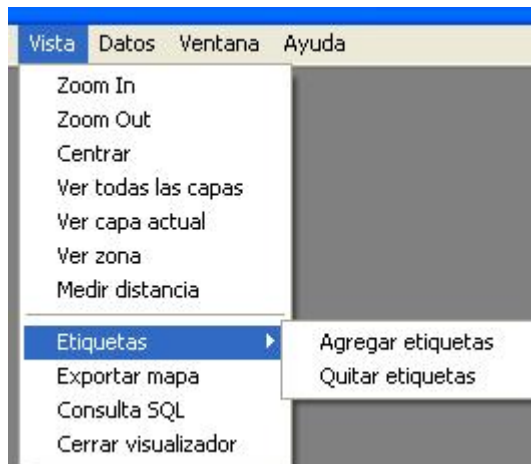 Vista Datos Ventana Ayuda
Zoom In
Zoom Out
Centrar
Ver todas las capas
Ver capa actual
Ver zona
Medir distancia
Etiquetas
Agregar etiquetas
Quitar etiquetas
Exportar mapa
Consulta SQL
Cerrar visualizador